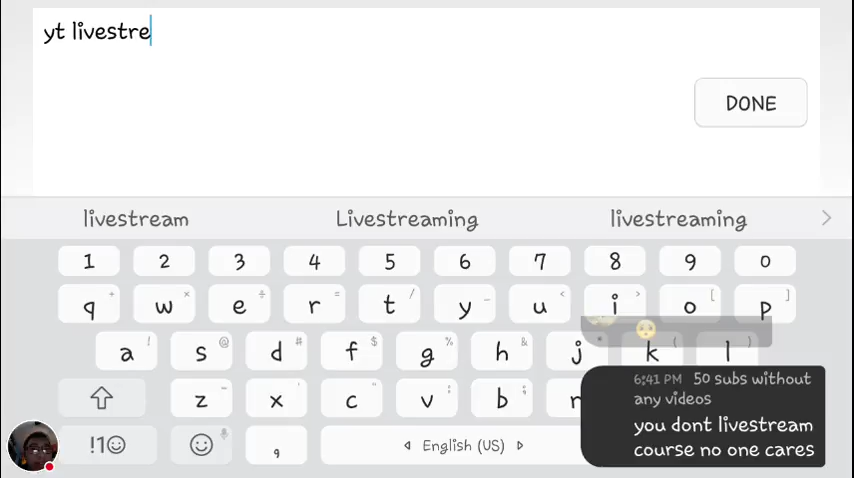 yt livestre
DONE
livestream Livestreaming livestreaming
1 2 3 4 5 6 7 8 9 0
q + w × e ÷ r = t / y _ u < i > o [ p ]
a ! s @ d # f $ g % h & j * k ( l )
z - x ' c " v : b ; n
!1☺ , English (US)
6:41 PM 50 subs without
any videos
you dont livestream
course no one cares